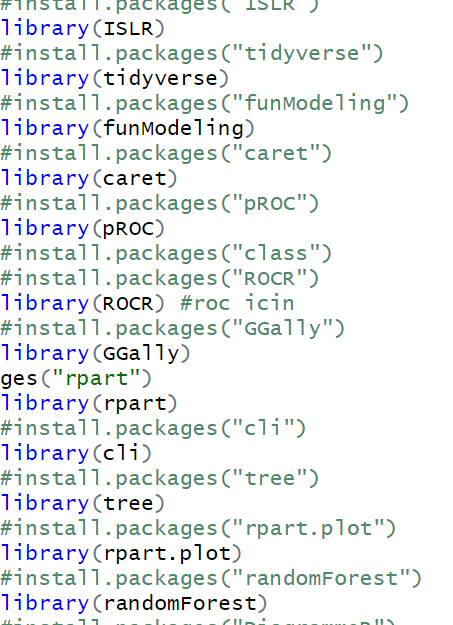 #install.packages("ISLR")
library(ISLR)
#install.packages("tidyverse")
library(tidyverse)
#install.packages("funModeling")
library(funModeling)
#install.packages("caret")
library(caret)
#install.packages("pROC")
library(pROC)
#install.packages("class")
#install.packages("ROCR")
library(ROCR) #roc icin
#install.packages("GGally")
library(GGally)
ges("rpart")
library(rpart)
#install.packages("cli")
library(cli)
#install.packages("tree")
library(tree)
#install.packages("rpart.plot")
library(rpart.plot)
#install.packages("randomForest")
library(randomForest)